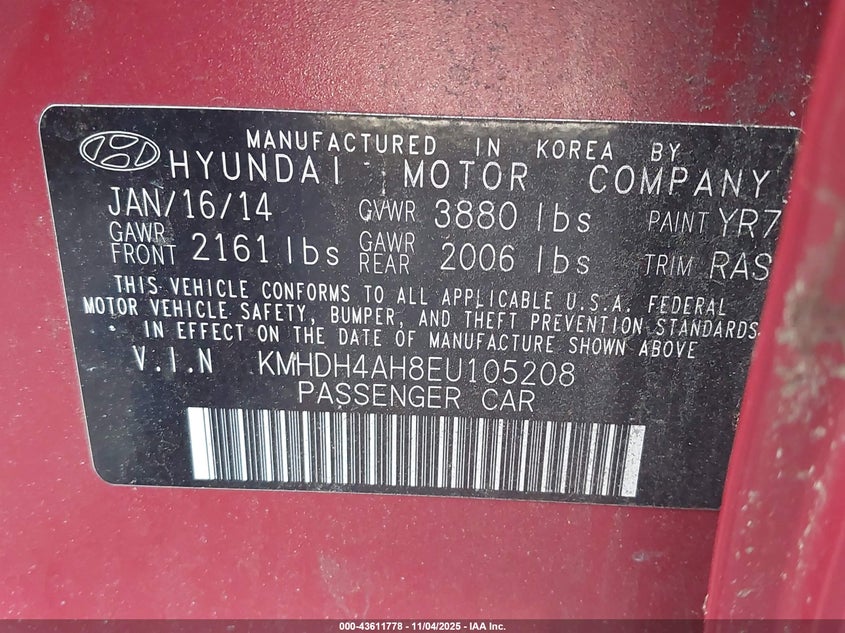 MANUFACTURED IN KOREA BY
HYUNDAI MOTOR COMPANY
JAN/16/14 GVWR 3880 lbs PAINT YR7
GAWR FRONT 2161 lbs GAWR REAR 2006 lbs TRIM RAS
THIS VEHICLE CONFORMS TO ALL APPLICABLE U.S.A. FEDERAL
MOTOR VEHICLE SAFETY, BUMPER, AND THEFT PREVENTION STANDARDS
IN EFFECT ON THE DATE OF MANUFACTURE SHOWN ABOVE
V.I.N KMHDH4AH8EU105208
PASSENGER CAR
000-43611778 - 11/04/2025 - IAA Inc.